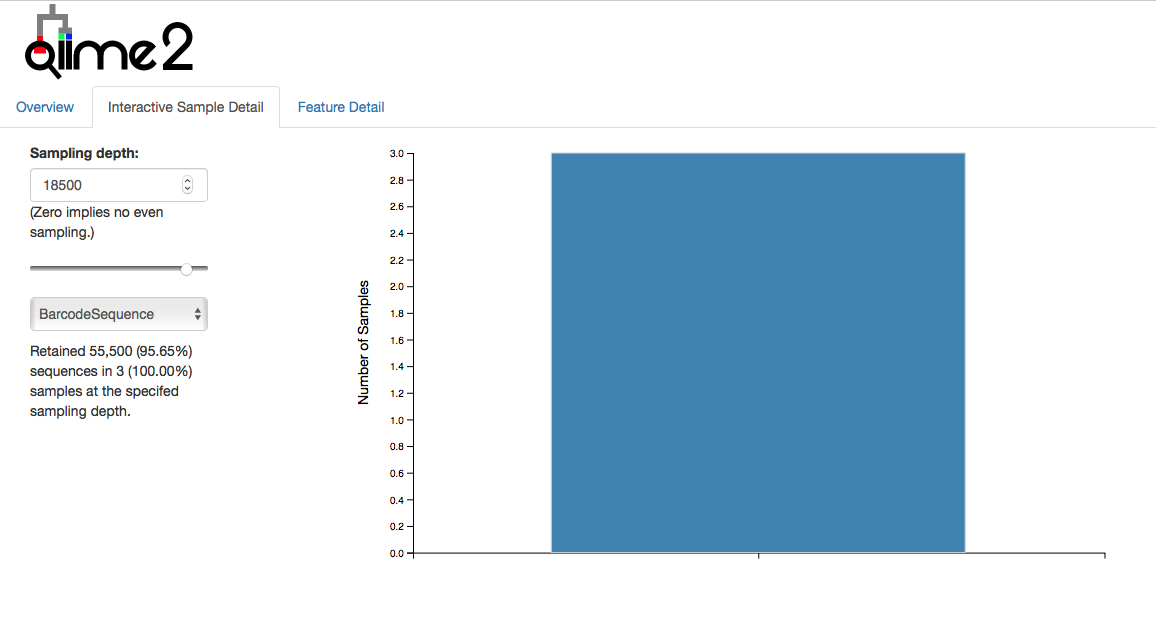 qiime2
Overview
Interactive Sample Detail
Feature Detail
Sampling depth:
18500
(Zero implies no even
sampling.)
BarcodeSequence
Retained 55,500 (95.65%)
sequences in 3 (100.00%)
samples at the specifed
sampling depth.
Number of Samples
3.0
2.8
2.6
2.4
2.2
2.0
1.8
1.6
1.4
1.2
1.0
0.8
0.6
0.4
0.2
0.0